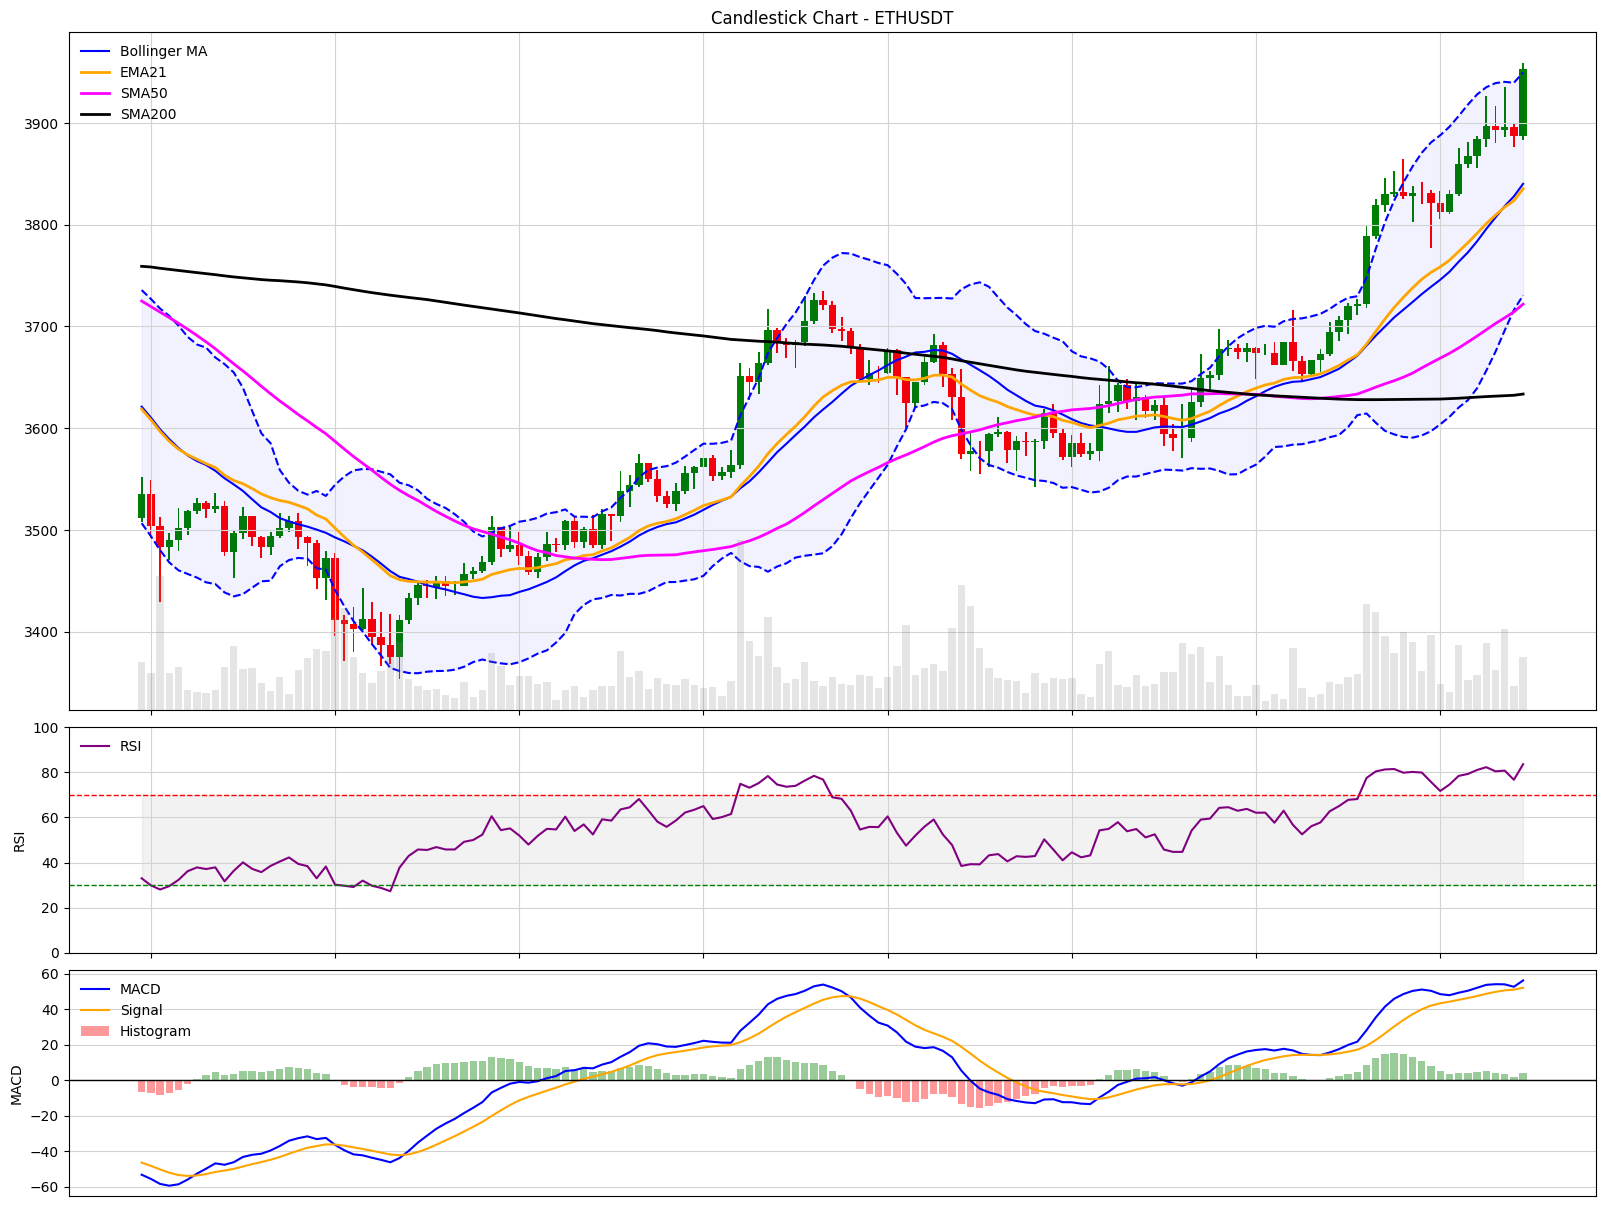 Candlestick Chart - ETHUSDT
Bollinger MA
EMA21
SMA50
SMA200
3900
3800
3700
3600
3500
3400
RSI
100
80
60
40
20
0
RSI
MACD
Signal
Histogram
60
40
20
0
−20
−40
−60
MACD